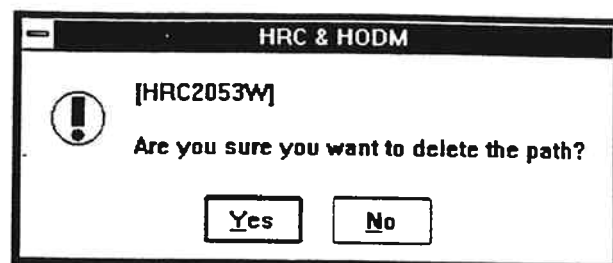 HRC & HODM
[HRC2053W]
Are you sure you want to delete the path?
Yes No